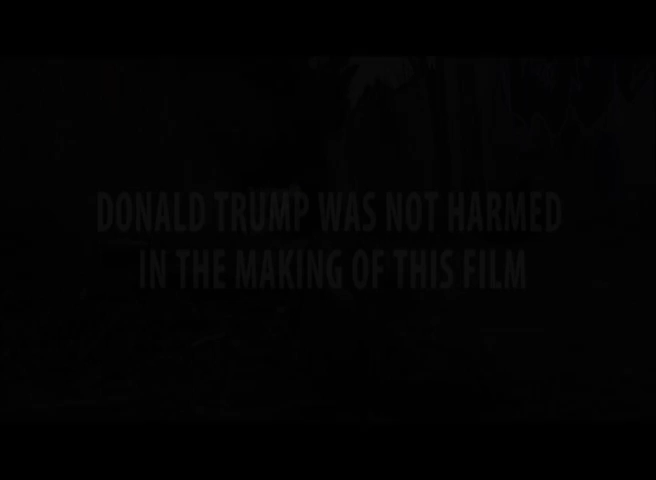 DONALD TRUMP WAS NOT HARMED
IN THE MAKING OF THIS FILM